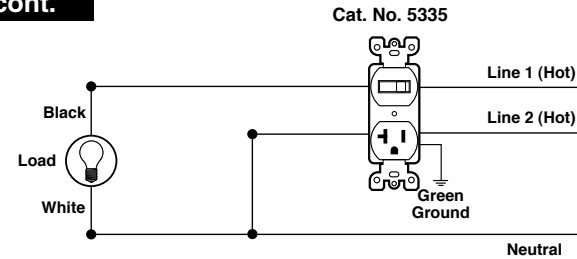 cont.
Cat. No. 5335
Line 1 (Hot)
Black
Line 2 (Hot)
Load
White
Green
Ground
Neutral